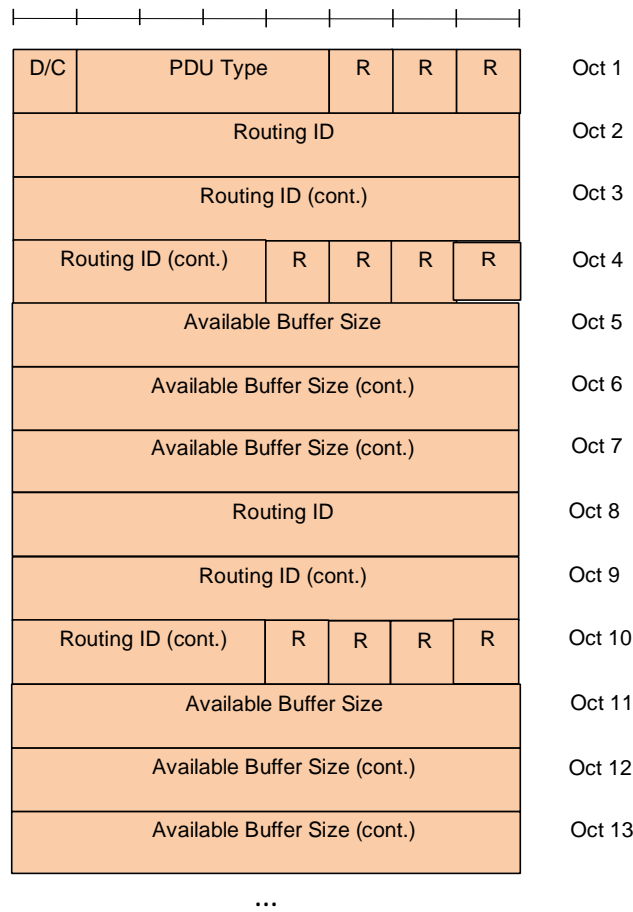 D/C PDU Type R R R Oct 1
Routing ID Oct 2
Routing ID (cont.) Oct 3
Routing ID (cont.) R R R R Oct 4
Available Buffer Size Oct 5
Available Buffer Size (cont.) Oct 6
Available Buffer Size (cont.) Oct 7
Routing ID Oct 8
Routing ID (cont.) Oct 9
Routing ID (cont.) R R R R Oct 10
Available Buffer Size Oct 11
Available Buffer Size (cont.) Oct 12
Available Buffer Size (cont.) Oct 13
...